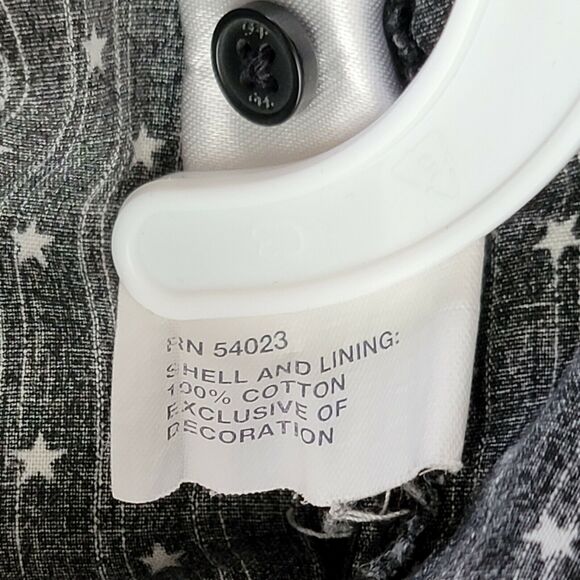 RN 54023
SHELL AND LINING:
100% COTTON
EXCLUSIVE OF
DECORATION